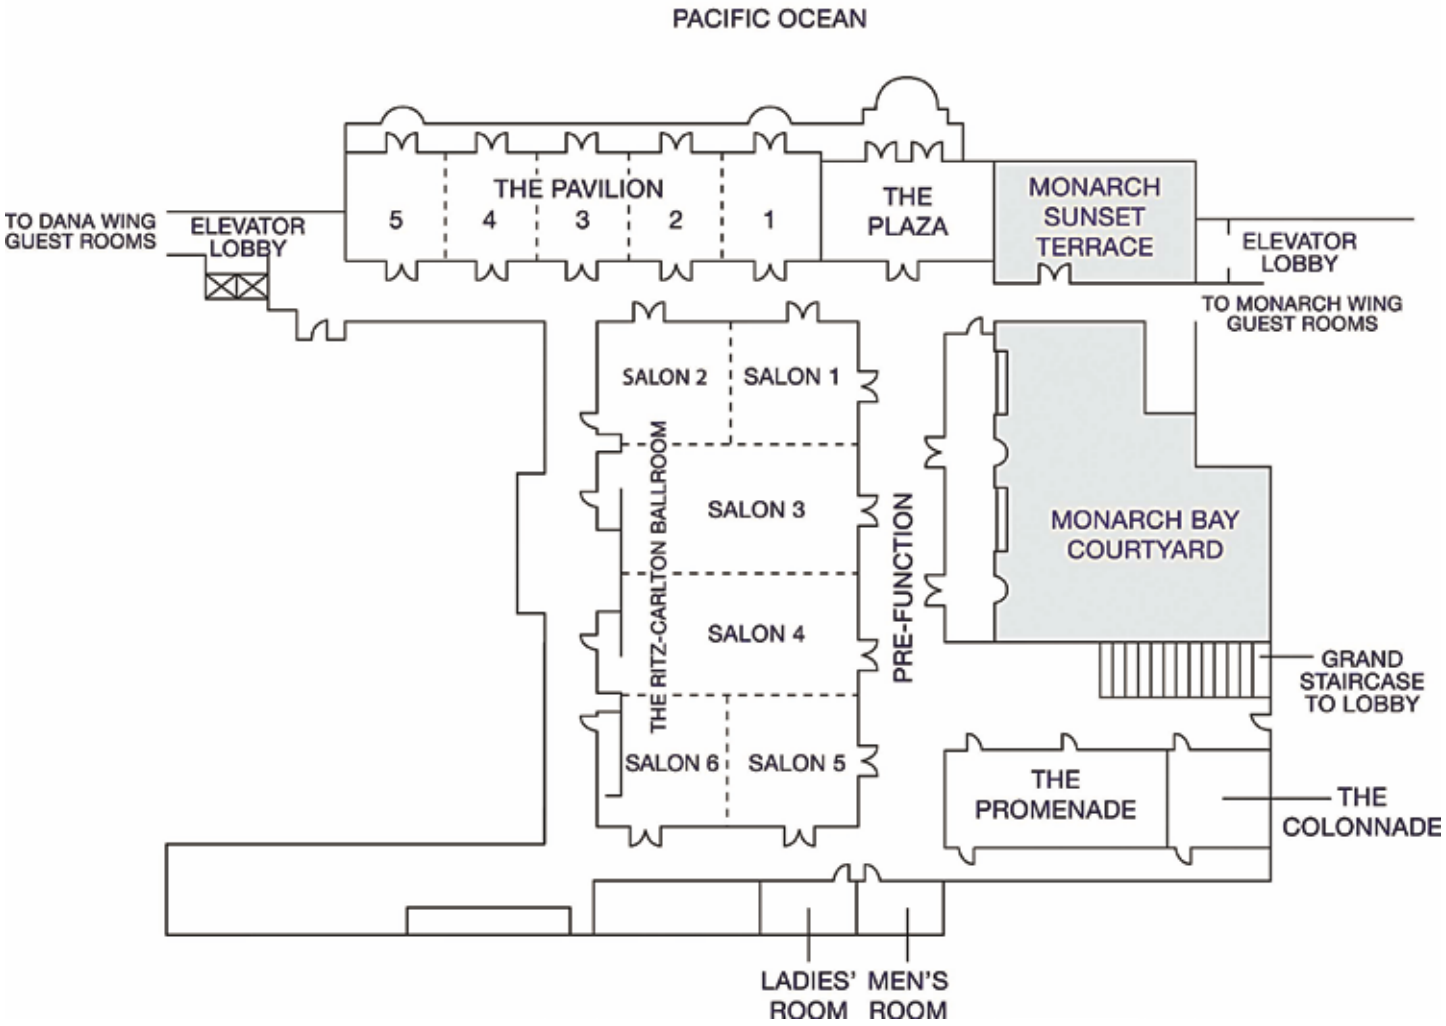 PACIFIC OCEAN
THE PAVILION
5
4
3
2
1
THE
PLAZA
MONARCH
SUNSET
TERRACE
TO DANA WING
GUEST ROOMS
ELEVATOR
LOBBY
ELEVATOR
LOBBY
TO MONARCH WING
GUEST ROOMS
SALON 2
SALON 1
THE RITZ-CARLTON BALLROOM
SALON 3
SALON 4
SALON 6
SALON 5
PRE-FUNCTION
MONARCH BAY
COURTYARD
GRAND
STAIRCASE
TO LOBBY
THE
PROMENADE
THE
COLONNADE
LADIES'
ROOM
MEN'S
ROOM